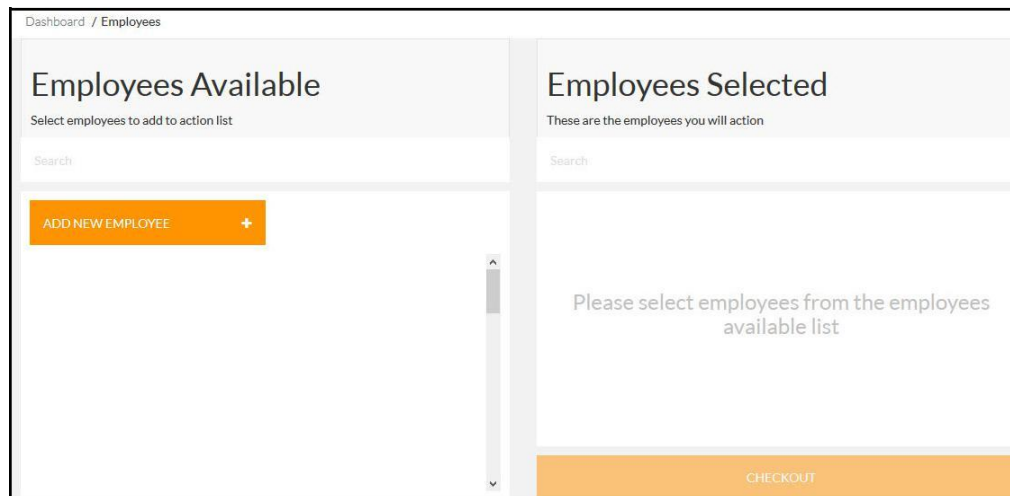 Dashboard / Employees
Employees Available
Select employees to add to action list
Search
ADD NEW EMPLOYEE +
Employees Selected
These are the employees you will action
Search
Please select employees from the employees
available list
CHECKOUT